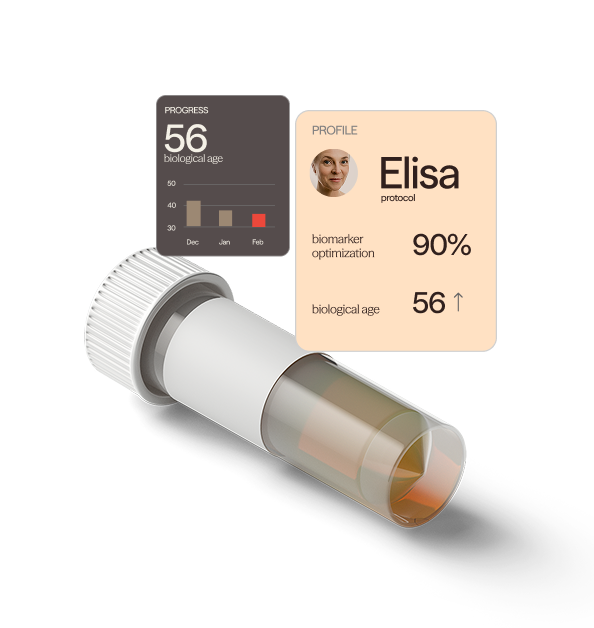 PROGRESS
56
biological age
50
40
30
Dec Jan Feb
PROFILE
Elisa
protocol
biomarker
optimization
90%
biological age
56 ↑